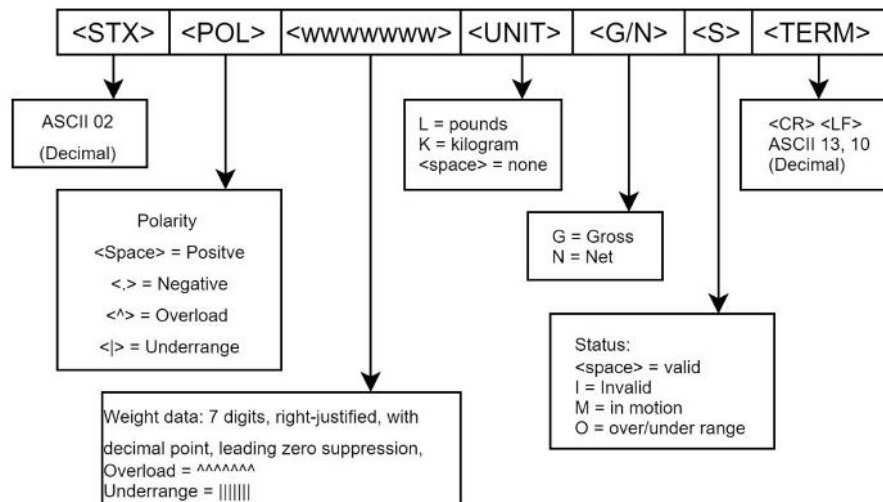 <STX> <POL> <wwwwwww> <UNIT> <G/N> <S> <TERM>
ASCII 02
(Decimal)
Polarity
<Space> = Positve
<.> = Negative
<^> = Overload
<|> = Underrange
Weight data: 7 digits, right-justified, with
decimal point, leading zero suppression,
Overload = ^^^^^^^
Underrange = |||||||
L = pounds
K = kilogram
<space> = none
G = Gross
N = Net
Status:
<space> = valid
I = Invalid
M = in motion
O = over/under range
<CR> <LF>
ASCII 13, 10
(Decimal)